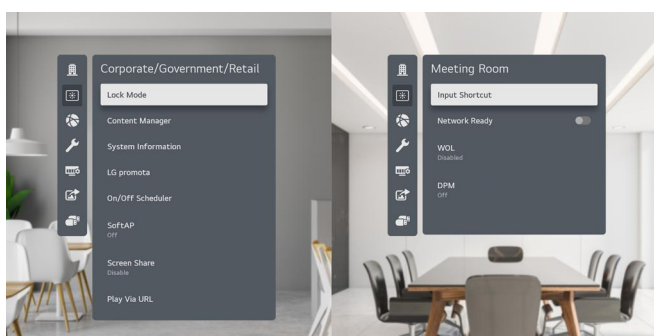 Corporate/Government/Retail
Lock Mode
Content Manager
System Information
LG promota
On/Off Scheduler
SoftAP
Off
Screen Share
Disable
Play Via URL
Meeting Room
Input Shortcut
Network Ready
WOL
Disabled
DPM
Off